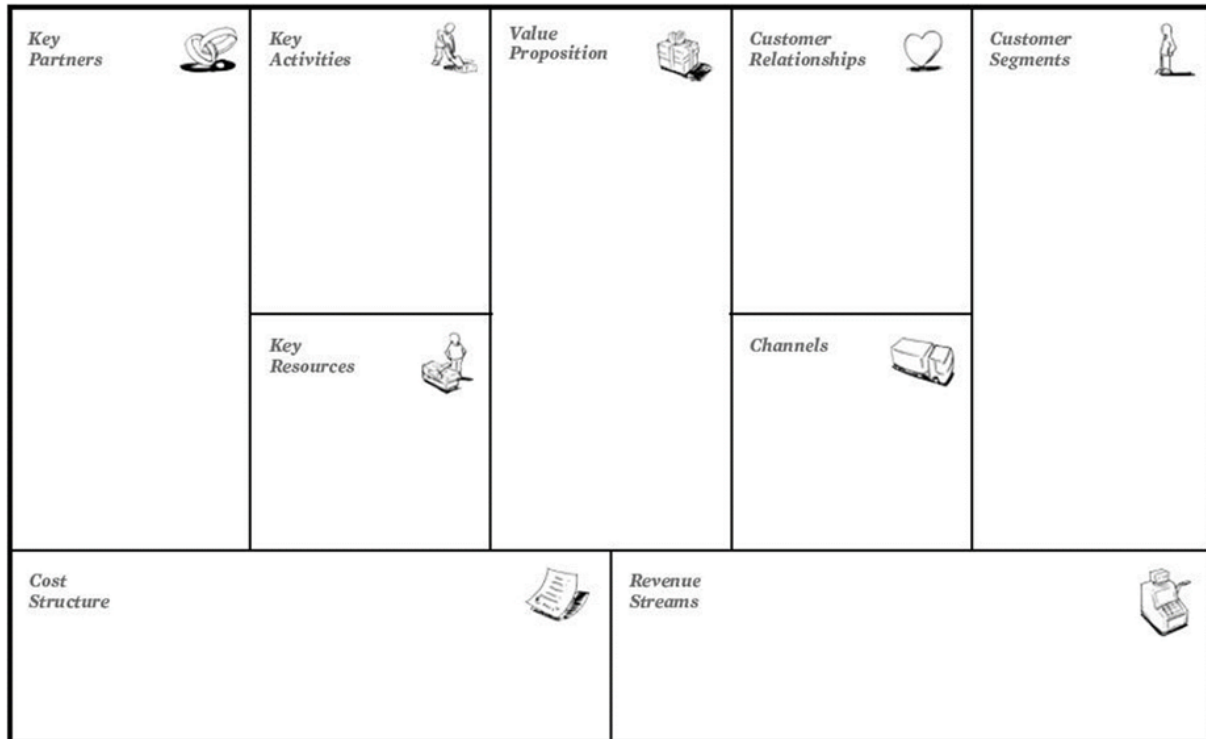 Key
Partners
Key
Activities
Value
Proposition
Customer
Relationships
Customer
Segments
Key
Resources
Channels
Cost
Structure
Revenue
Streams